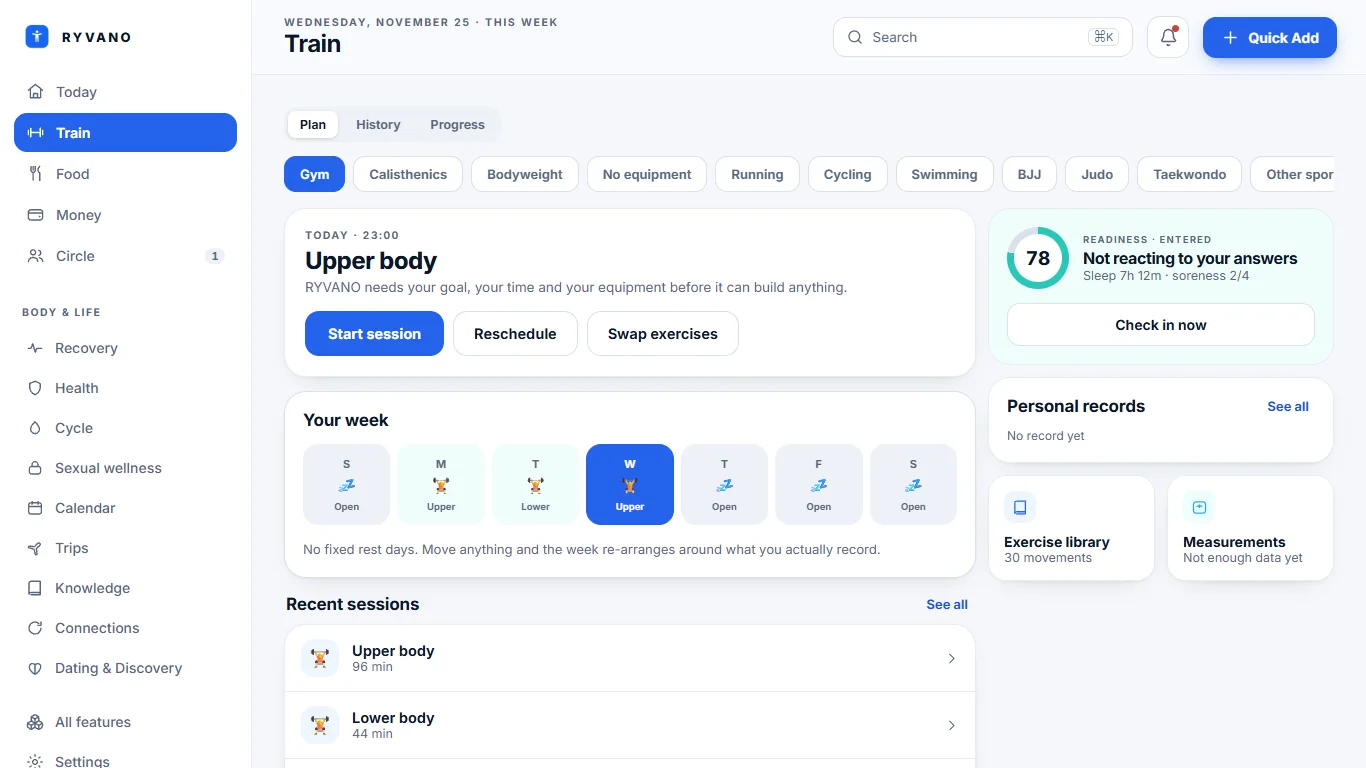 RYVANO
Today
Train
Food
Money
Circle
1
BODY & LIFE
Recovery
Health
Cycle
Sexual wellness
Calendar
Trips
Knowledge
Connections
Dating & Discovery
All features
Settings
WEDNESDAY, NOVEMBER 25 · THIS WEEK
Train
Search
⌘K
Quick Add
Plan
History
Progress
Gym
Calisthenics
Bodyweight
No equipment
Running
Cycling
Swimming
BJJ
Judo
Taekwondo
Other spor
TODAY · 23:00
Upper body
RYVANO needs your goal, your time and your equipment before it can build anything.
Start session
Reschedule
Swap exercises
Your week
S
Open
M
Upper
T
Lower
W
Upper
T
Open
F
Open
S
Open
No fixed rest days. Move anything and the week re-arranges around what you actually record.
Recent sessions
See all
Upper body
96 min
Lower body
44 min
78
READINESS · ENTERED
Not reacting to your answers
Sleep 7h 12m · soreness 2/4
Check in now
Personal records
See all
No record yet
Exercise library
30 movements
Measurements
Not enough data yet